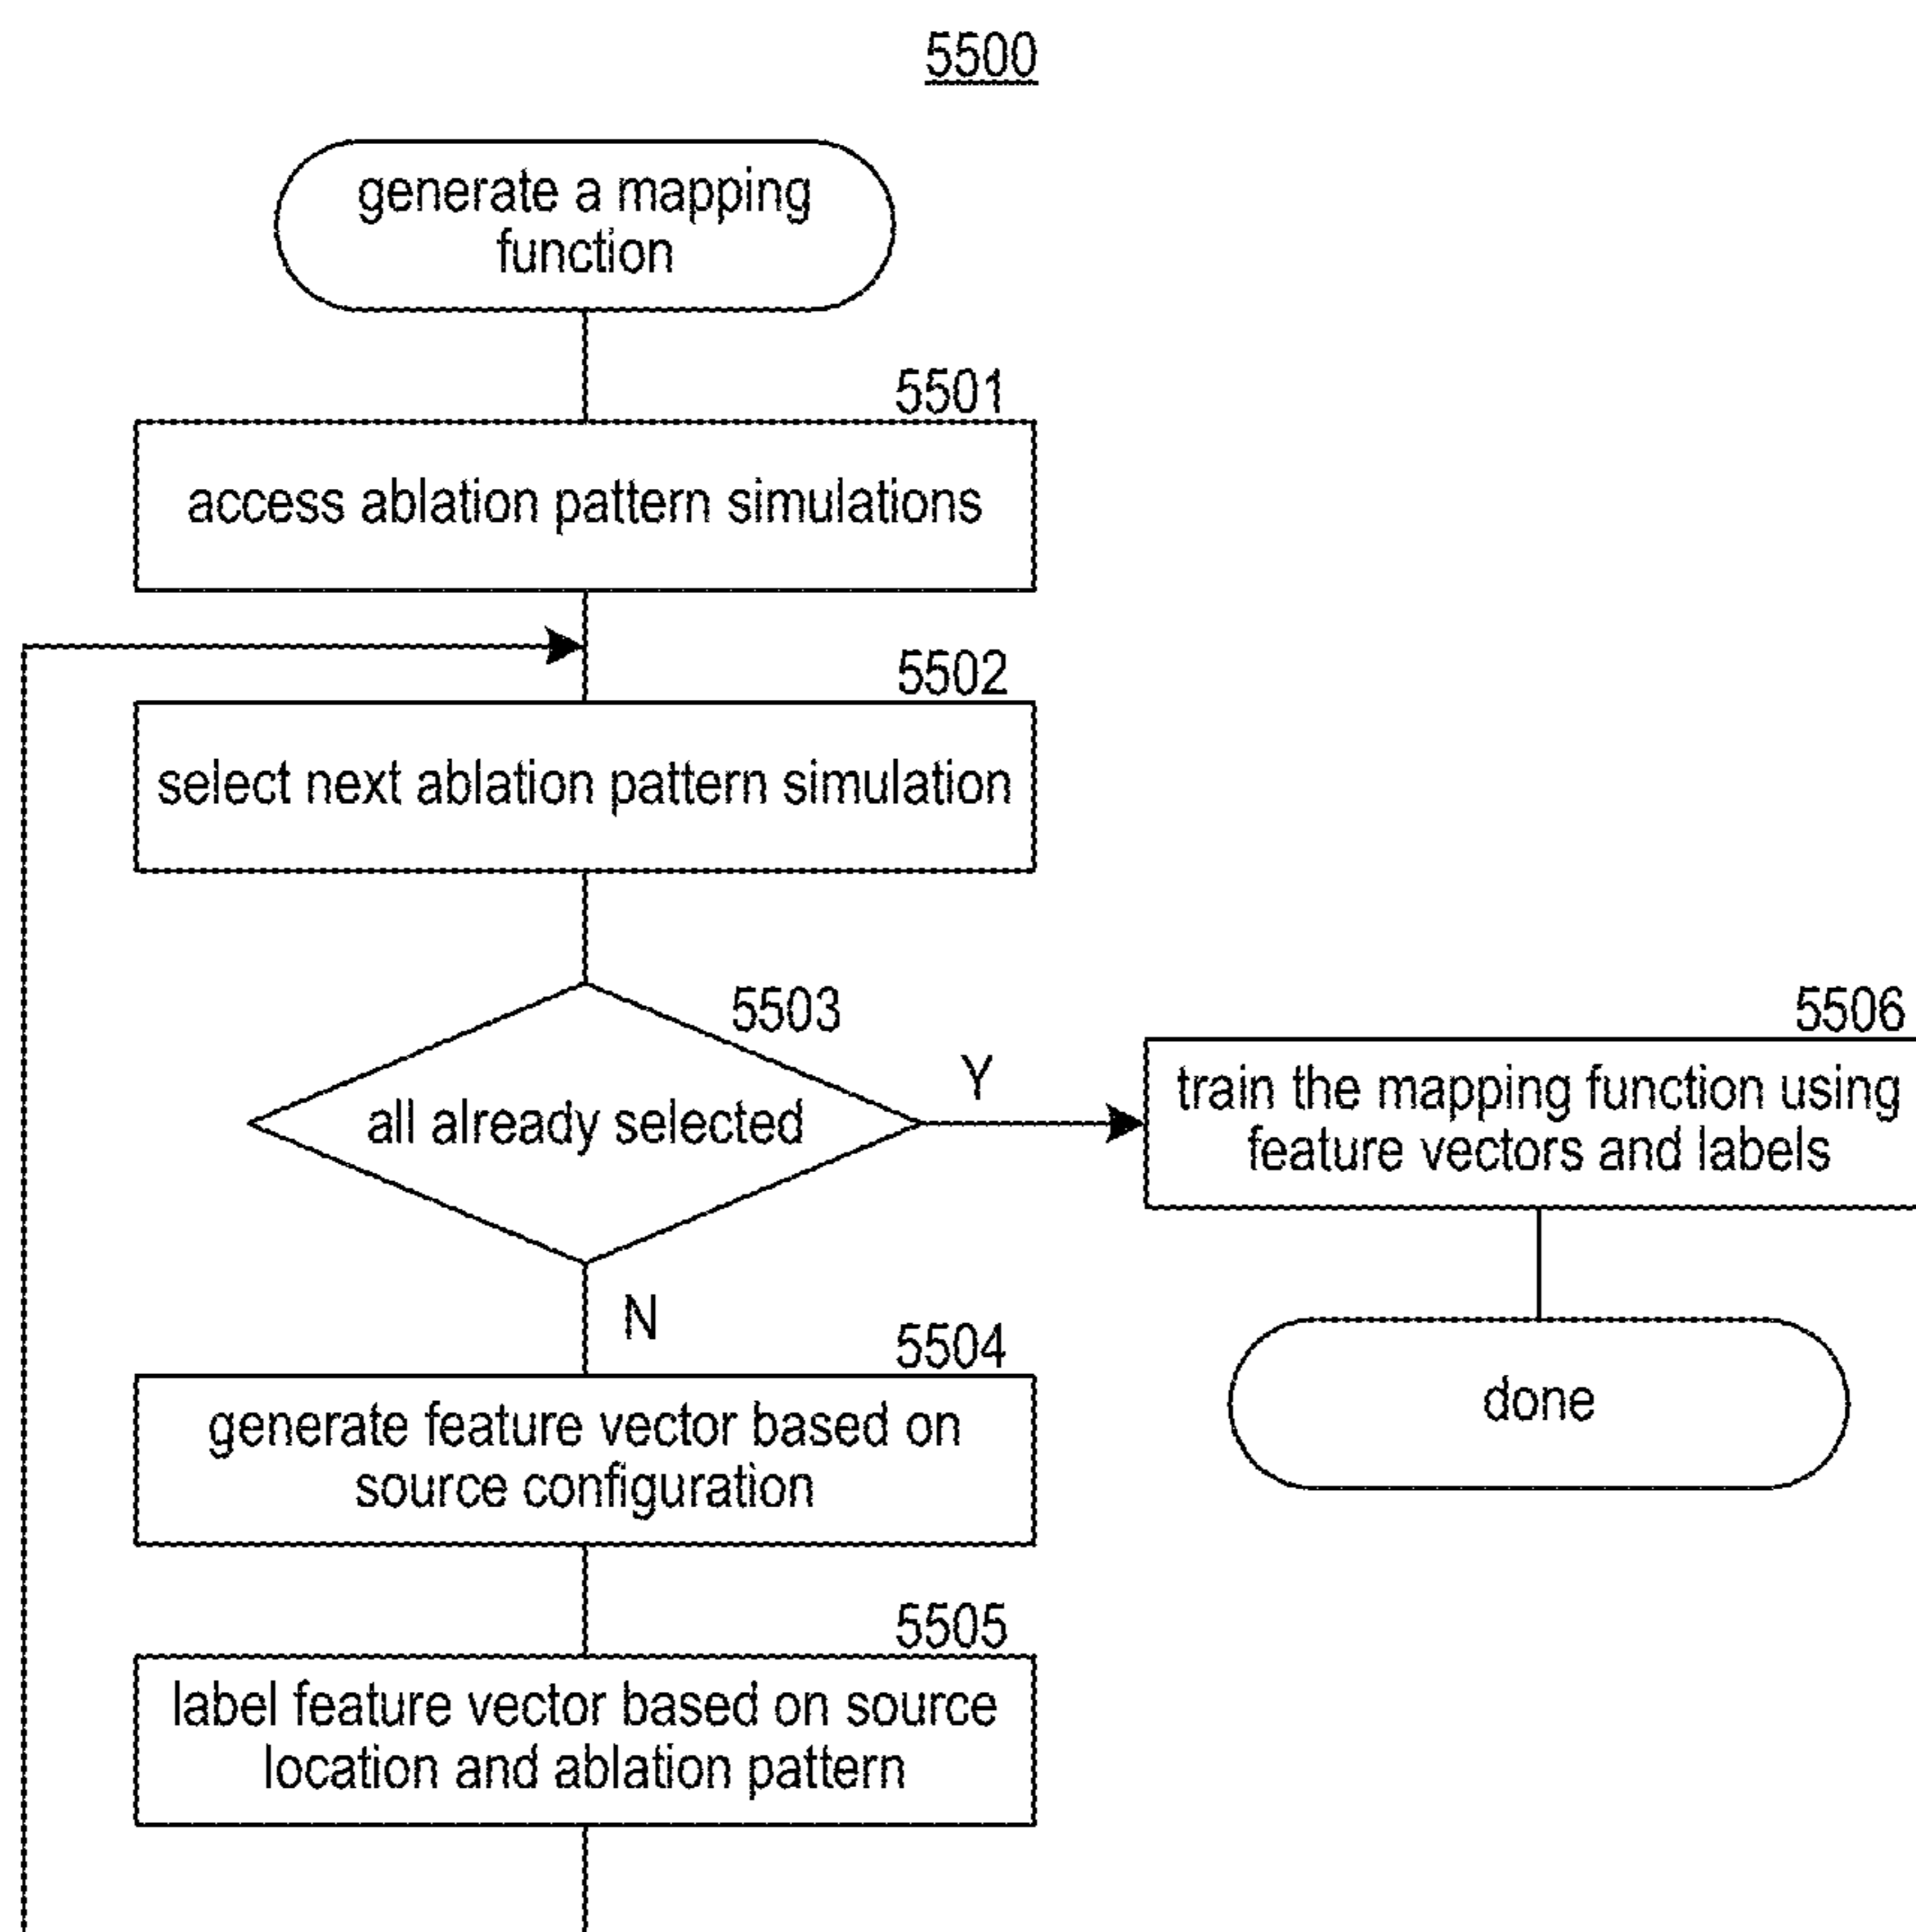 5500
generate a mapping
function
5501
access ablation pattern simulations
5502
select next ablation pattern simulation
5503
all already selected
Y
5506
train the mapping function using
feature vectors and labels
done
N
5504
generate feature vector based on
source configuration
5505
label feature vector based on source
location and ablation pattern